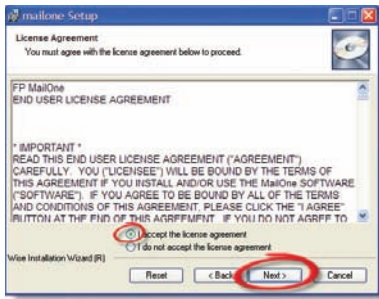 mailone Setup
License Agreement
You must agree with the license agreement below to proceed.
FP MailOne
END USER LICENSE AGREEMENT
* IMPORTANT *
READ THIS END USER LICENSE AGREEMENT ("AGREEMENT")
CAREFULLY. YOU ("LICENSEE") WILL BE BOUND BY THE TERMS OF
THIS AGREEMENT IF YOU INSTALL AND/OR USE THE MailOne SOFTWARE
("SOFTWARE"). IF YOU AGREE TO BE BOUND BY ALL OF THE TERMS
AND CONDITIONS OF THIS AGREEMENT, PLEASE CLICK THE "I AGREE"
BUTTON AT THE END OF THIS AGREEMENT. IF YOU DO NOT AGREE TO
I accept the license agreement
I do not accept the license agreement
Wise Installation Wizard (R)
Reset < Back Next > Cancel